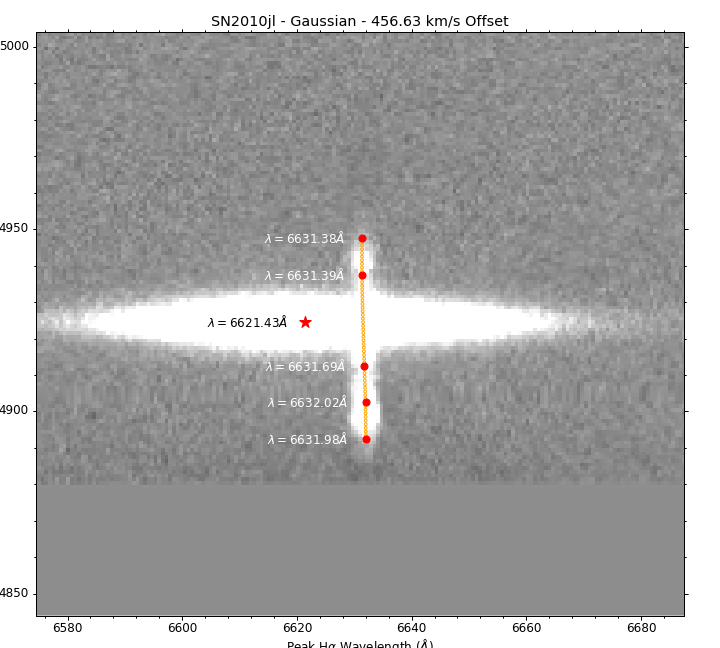 SN2010jl - Gaussian - 456.63 km/s Offset
5000
4950
λ = 6631.38Å
λ = 6631.39Å
λ = 6621.43Å
λ = 6631.69Å
4900
λ = 6632.02Å
λ = 6631.98Å
4850
6580 6600 6620 6640 6660 6680
Peak Hα Wavelength (Å)